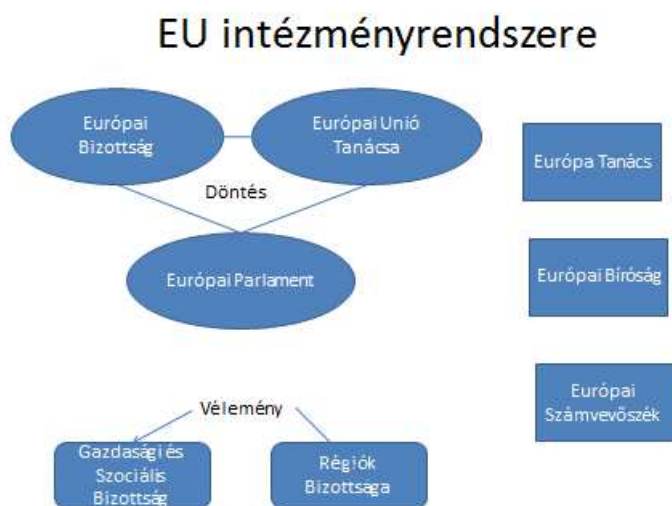 EU intézményrendszere
Európai
Bizottság
Európai Unió
Tanácsa
Európa Tanács
Döntés
Európai Parlament
Európai Bíróság
Európai
Számvevőszék
Vélemény
Gazdasági és
Szociális
Bizottság
Régiók
Bizottsaga